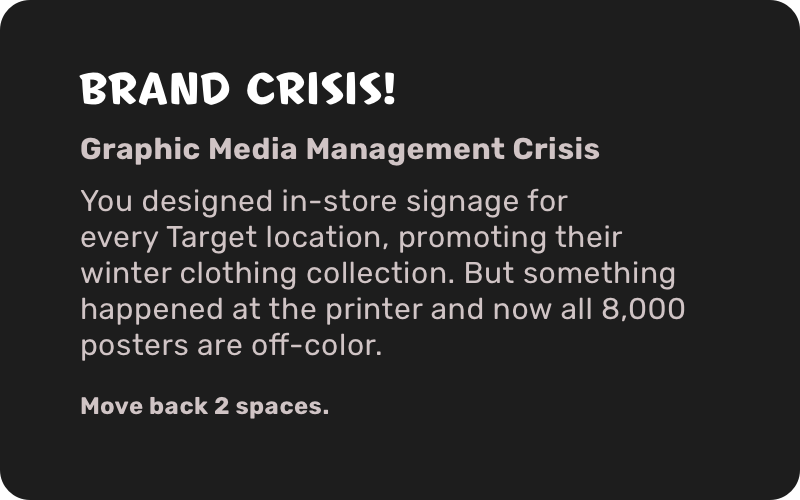 BRAND CRISIS!
Graphic Media Management Crisis
You designed in-store signage for
every Target location, promoting their
winter clothing collection. But something
happened at the printer and now all 8,000
posters are off-color.
Move back 2 spaces.